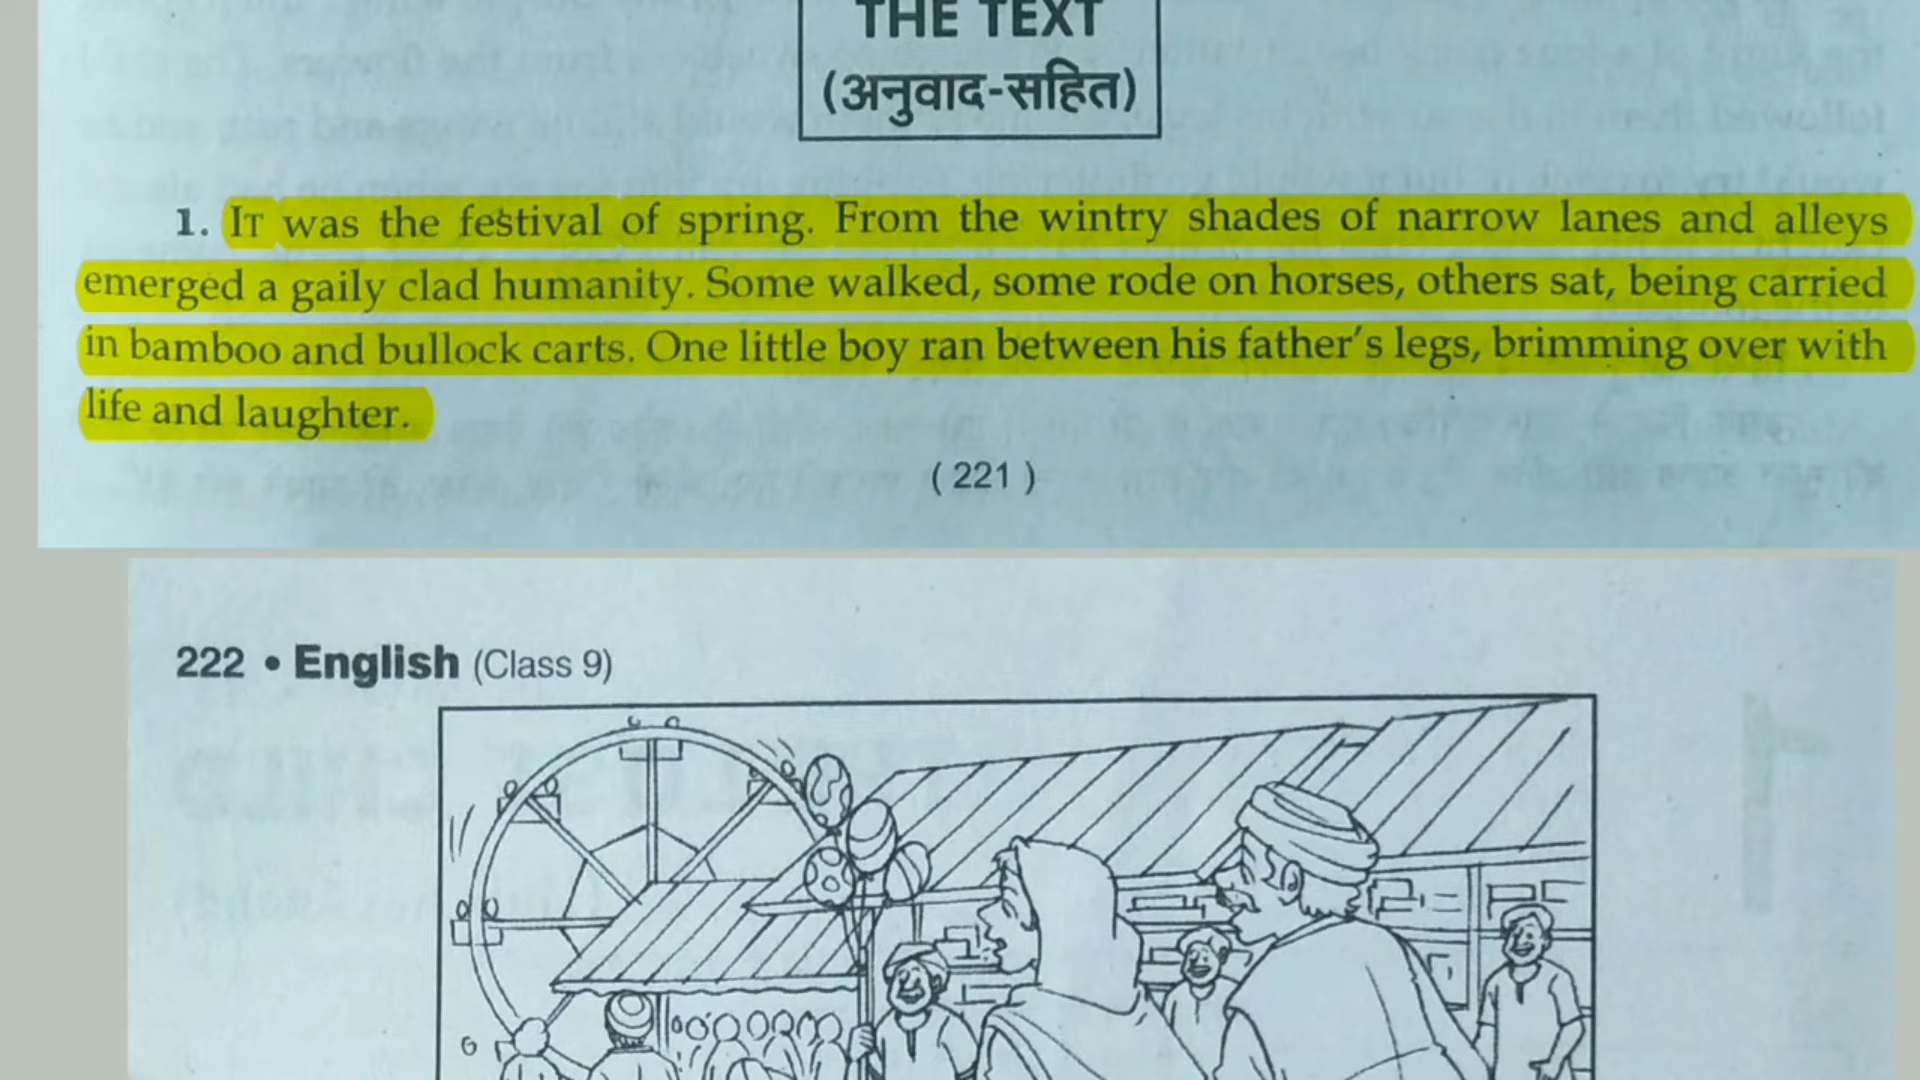 THE TEXT
(अनुवाद-सहित)
1. IT was the festival of spring. From the wintry shades of narrow lanes and alleys
emerged a gaily clad humanity. Some walked, some rode on horses, others sat, being carried
in bamboo and bullock carts. One little boy ran between his father’s legs, brimming over with
life and laughter.
( 221 )
222 • English (Class 9)